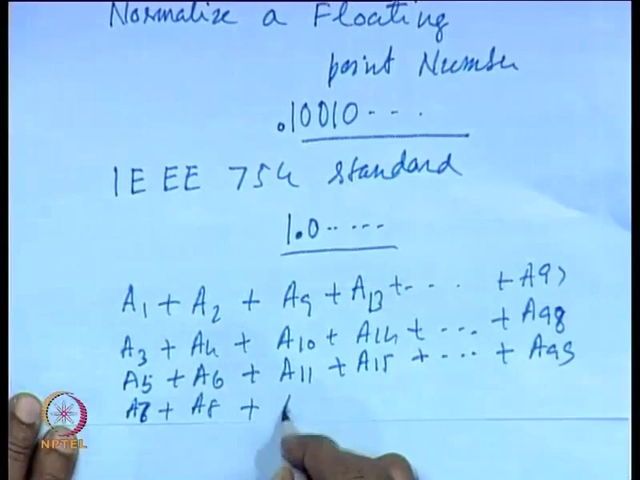 Normalize a Floating
point Number
.10010---.
IEEE 754 standard
1.0-----
A1 + A2 + A9 + A13 + --- . + A97
A3 + A4 + A10 + A14 + --- + A98
A5 + A6 + A11 + A15 + --- + A99
A7 + A8 +
NPTEL